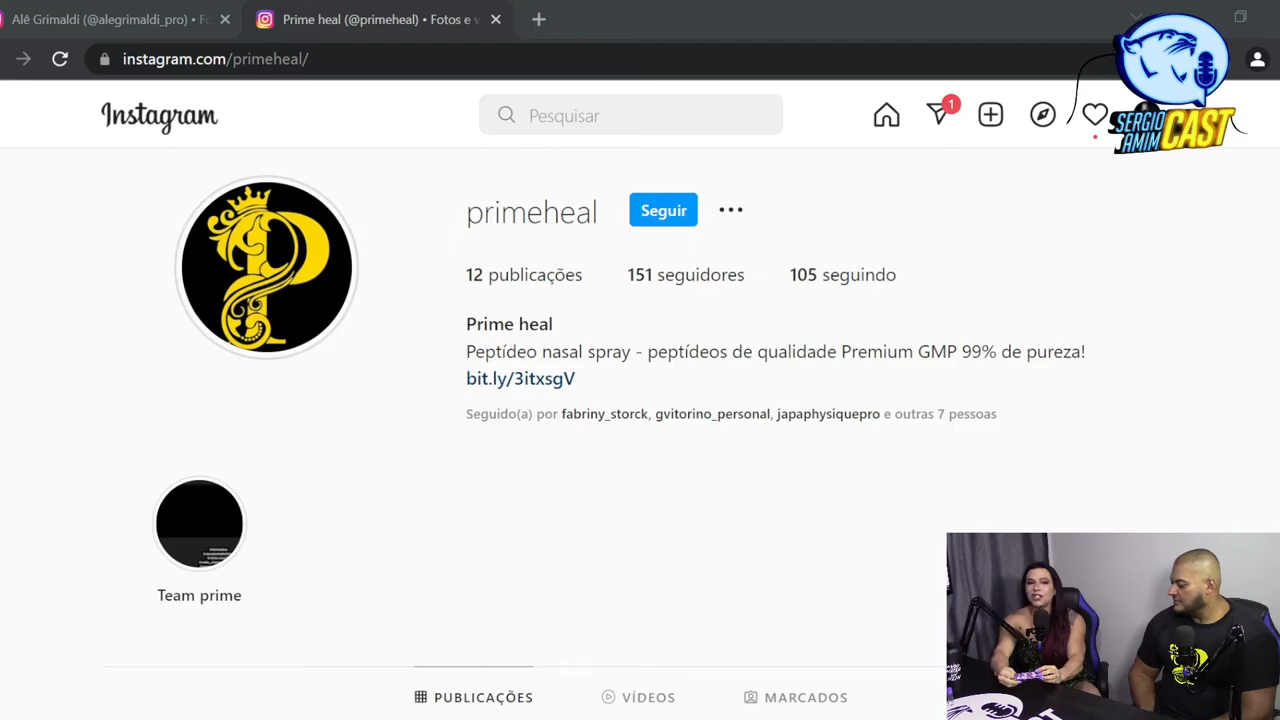 Alê Grimaldi (@alegrimaldi_pro) • Fo
Prime heal (@primeheal) • Fotos e v
instagram.com/primeheal/
Instagram
Pesquisar
1
SERGIO
AMIM
CAST
primeheal
Seguir
12 publicações
151 seguidores
105 seguindo
Prime heal
Peptídeo nasal spray - peptídeos de qualidade Premium GMP 99% de pureza!
bit.ly/3itxsgV
Seguido(a) por fabriny_storck, gvitorino_personal, japaphysiquepro e outras 7 pessoas
Team prime
PUBLICAÇÕES
VÍDEOS
MARCADOS